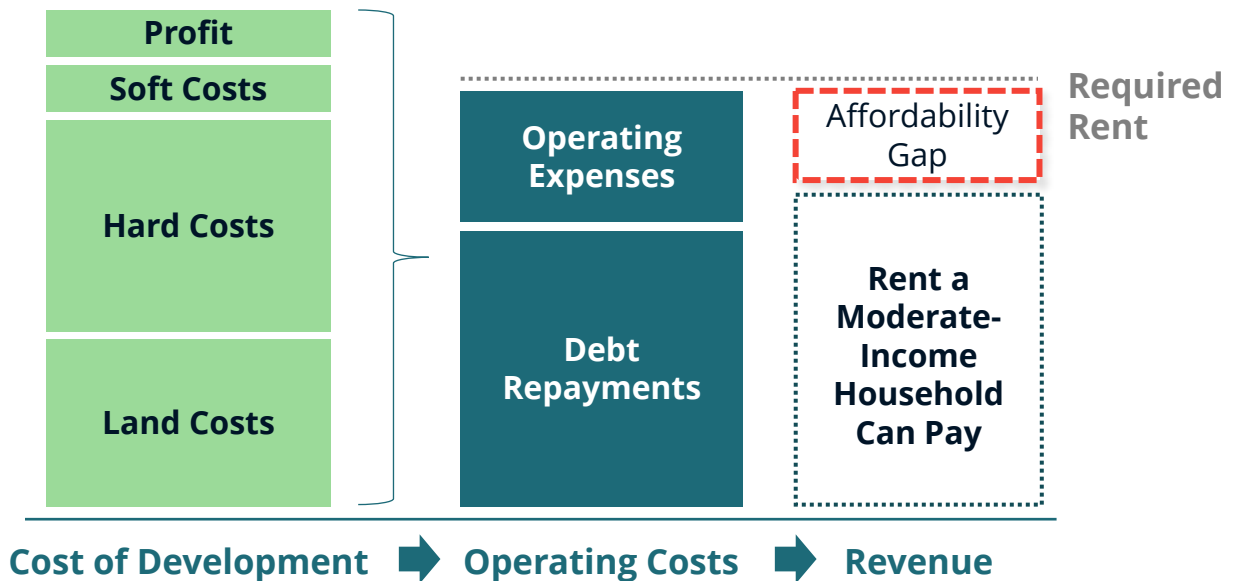 Profit
Soft Costs
Hard Costs
Land Costs
Operating
Expenses
Debt
Repayments
Affordability
Gap
Rent a
Moderate-
Income
Household
Can Pay
Required
Rent
Cost of Development
Operating Costs
Revenue